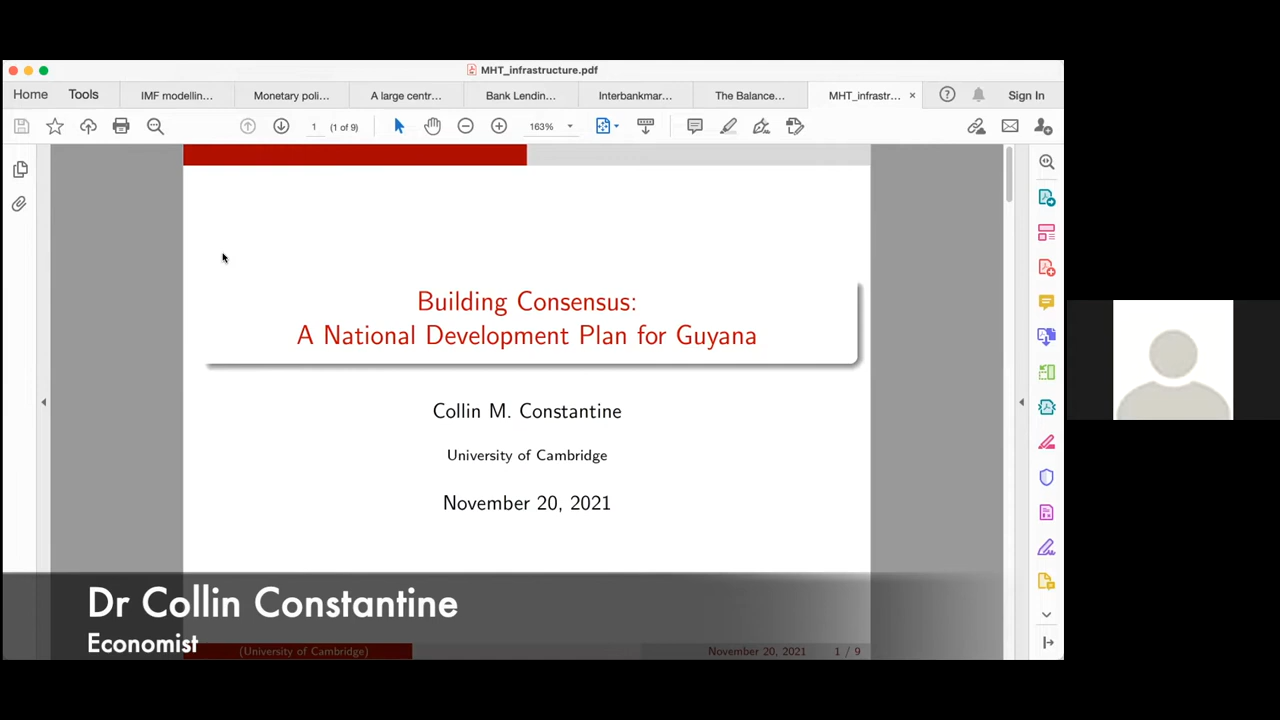 MHT_infrastructure.pdf
Home Tools IMF modellin... Monetary poli... A large centr... Bank Lendin... Interbankmar... The Balance... MHT_infrastr... × Sign In
1 (1 of 9) 163%
Building Consensus:
A National Development Plan for Guyana
Collin M. Constantine
University of Cambridge
November 20, 2021
Dr Collin Constantine
Economist
(University of Cambridge) November 20, 2021 1 / 9